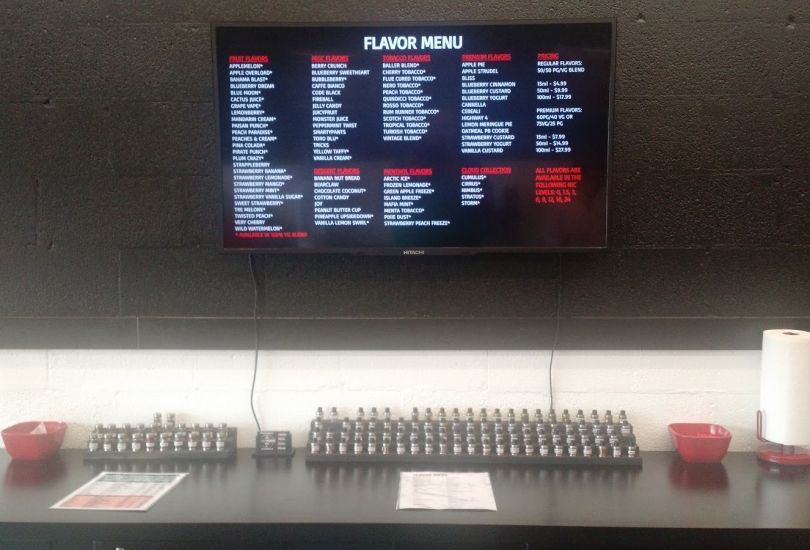 FLAVOR MENU
FRUIT FLAVORS
APPLEMELON*
APPLE OVERLOAD*
BAHAMA BLAST*
BLUEBERRY DREAM
BLUE MOON*
CACTUS JUICE*
GRAPE VAPE*
LEMONBERRY*
MANDARIN CREAM*
PAISAN PUNCH*
PEACH PARADISE*
PEACHES & CREAM*
PINA COLADA*
PIRATE PUNCH*
PLUM CRAZY*
STRAPPLEBERRY
STRAWBERRY BANANA*
STRAWBERRY LEMONADE*
STRAWBERRY MANGO*
STRAWBERRY MINT*
STRAWBERRY VANILLA SUGAR*
SWEET STRAWBERRY*
TRE MELONE*
TWISTED PEACH*
VERY CHERRY
WILD WATERMELON*
* AVAILABLE IN 100% VG BLEND
MISC FLAVORS
BERRY CRUNCH
BLUEBERRY SWEETHEART
BUBBLEBERRY*
CAFFE BIANCO
CODE BLACK
FIREBALL
JELLY CANDY
JUICYFRUIT
MONSTER JUICE
PEPPERMINT TWIST
SMARTYPANTS
TORO BLU*
TRICKS
YELLOW TAFFY*
VANILLA CREAM*
DESSERT FLAVORS
BANANA NUT BREAD
BEARCLAW
CHOCOLATE COCONUT*
COTTON CANDY
JOY
PEANUT BUTTER CUP
PINEAPPLE UPSIDEDOWN*
VANILLA LEMON SWIRL*
TOBACCO FLAVORS
BALLER BLEND*
CHERRY TOBACCO*
FLUE CURED TOBACCO*
NERO TOBACCO*
PEACH TOBACCO*
QUINDICO TOBACCO*
ROSSO TOBACCO*
RUM RUNNER TOBACCO*
SCOTCH TOBACCO*
TROPICAL TOBACCO*
TURKISH TOBACCO*
VINTAGE BLEND*
MENTHOL FLAVORS
ARCTIC ICE*
FROZEN LEMONADE*
GREEN APPLE FREEZE*
ISLAND BREEZE*
MAFIA MINT*
MENTA TOBACCO*
PIXIE DUST*
STRAWBERRY PEACH FREEZE*
PREMIUM FLAVORS
APPLE PIE
APPLE STRUDEL
BLISS
BLUEBERRY CINNAMON
BLUEBERRY CUSTARD
BLUEBERRY YOGURT
CANNELLA
CEREALI
HIGHWAY 4
LEMON MERINGUE PIE
OATMEAL PB COOKIE
STRAWBERRY CUSTARD
STRAWBERRY YOGURT
VANILLA CUSTARD
CLOUD COLLECTION
CUMULUS*
CIRRUS*
NIMBUS*
STRATUS*
STORM*
PRICING
REGULAR FLAVORS:
50/50 PG/VG BLEND
15ml - $4.99
50ml - $9.99
100ml - $17.99
PREMIUM FLAVORS:
60PG/40 VG OR
75VG/25 PG
15ml - $7.99
50ml - $14.99
100ml - $27.99
ALL FLAVORS ARE
AVAILABLE IN THE
FOLLOWING NIC
LEVELS: 0, 1.5, 3,
6, 9, 12, 18, 24
HITACHI